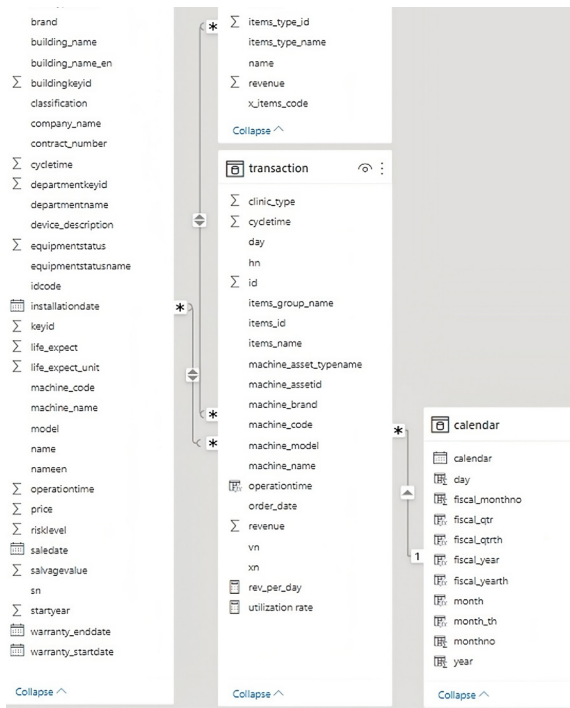 brand
building_name
building_name_en
buildingkeyid
classification
company_name
contract_number
cycletime
departmentkeyid
departmentname
device_description
equipmentstatus
equipmentstatusname
idcode
installationdate
keyid
life_expect
life_expect_unit
machine_code
machine_name
model
name
nameen
operationtime
price
risklevel
saledate
salvagevalue
sn
startyear
warranty_enddate
warranty_startdate
Collapse
items_type_id
items_type_name
name
revenue
x_items_code
Collapse
transaction
clinic_type
cycletime
day
hn
id
items_group_name
items_id
items_name
machine_asset_typename
machine_assetid
machine_brand
machine_code
machine_model
machine_name
operationtime
order_date
revenue
vn
xn
rev_per_day
utilization rate
Collapse
1
calendar
calendar
day
fiscal_monthno
fiscal_qtr
fiscal_qtrth
fiscal_year
fiscal_yearth
month
month_th
monthno
year
Collapse